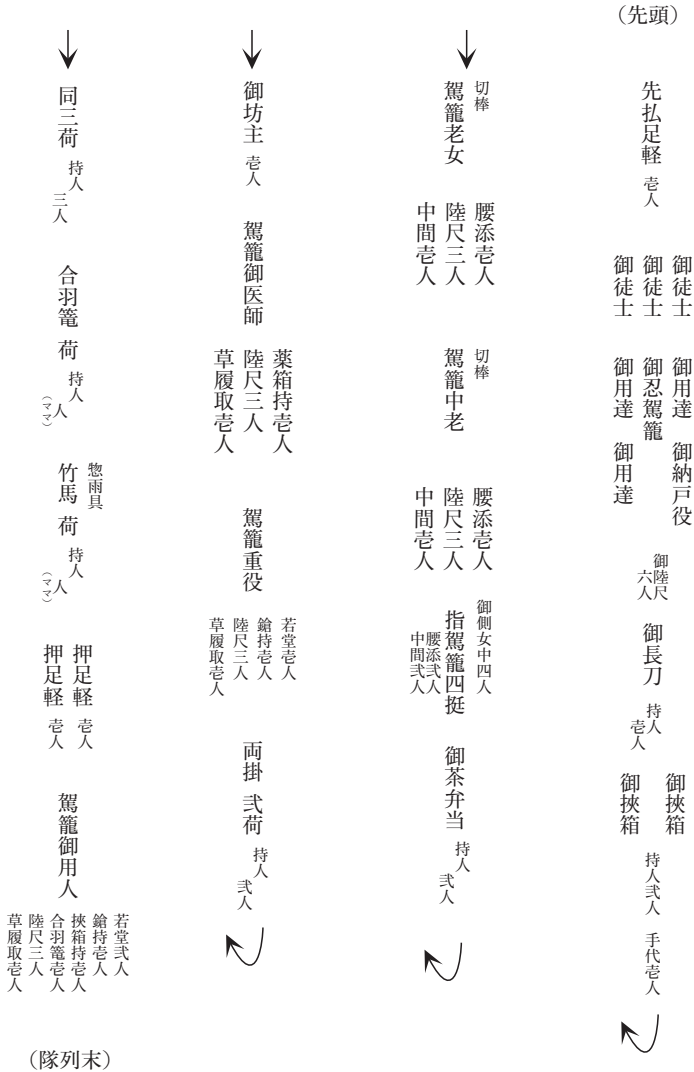 （先頭）
先払足軽 壱人
御徒士
御徒士
御徒士
御用達 御納戸役
御忍駕籠
御用達 御用達
御陸尺
六人
御長刀
持人
壱人
御挾箱
御挾箱
持人弐人
手代壱人
切棒
駕籠老女
腰添壱人
陸尺三人
中間壱人
切棒
駕籠中老
腰添壱人
陸尺三人
中間壱人
御側女中四人
指駕籠四挺
腰添弐人
中間弐人
御茶弁当
持人
弐人
御坊主 壱人
駕籠御医師
薬箱持壱人
陸尺三人
草履取壱人
駕籠重役
若堂壱人
鎗持壱人
陸尺三人
草履取壱人
両掛 弐荷
持人
弐人
同三荷
持人
三人
合羽篭 荷
持人
人
（ママ）
惣雨具
竹馬 荷
持人
人
（ママ）
押足軽 壱人
押足軽 壱人
駕籠御用人
若堂弐人
鎗持壱人
挾箱持壱人
合羽篭壱人
陸尺三人
草履取壱人
（隊列末）